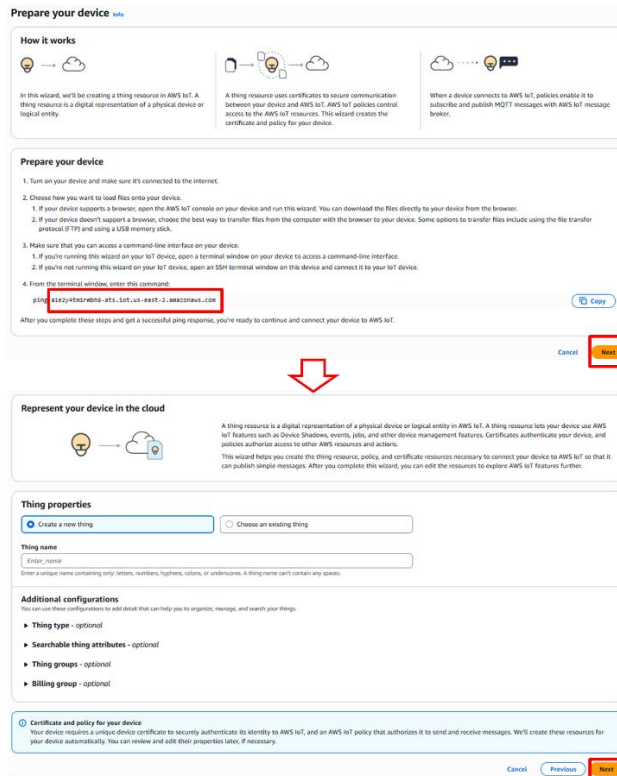 Prepare your device Info
How it works
In this wizard, we'll be creating a thing resource in AWS IoT. A
thing resource is a digital representation of a physical device or
logical entity.
A thing resource uses certificates to secure communication
between your device and AWS IoT. AWS IoT policies control
access to the AWS IoT resources. This wizard creates the
certificate and policy for your device.
When a device connects to AWS IoT, policies enable it to
subscribe and publish MQTT messages with AWS IoT message
broker.
Prepare your device
1. Turn on your device and make sure it's connected to the internet.
2. Choose how you want to load files onto your device.
1. If your device supports a browser, open the AWS IoT console on your device and run this wizard. You can download the files directly to your device from the browser.
2. If your device doesn't support a browser, choose the best way to transfer files from the computer with the browser to your device. Some options to transfer files include using the file transfer
protocol (FTP) and using a USB memory stick.
3. Make sure that you can access a command-line interface on your device.
1. If you're running this wizard on your IoT device, open a terminal window on your device to access a command-line interface.
2. If you're not running this wizard on your IoT device, open an SSH terminal window on this device and connect it to your IoT device.
4. From the terminal window, enter this command:
ping
Copy
After you complete these steps and get a successful ping response, you're ready to continue and connect your device to AWS IoT.
Cancel Next
Represent your device in the cloud
A thing resource is a digital representation of a physical device or logical entity in AWS IoT. A thing resource lets your device use AWS
IoT features such as Device Shadows, events, jobs, and other device management features. Certificates authenticate your device, and
policies authorize access to other AWS resources and actions.
This wizard helps you create the thing resource, policy, and certificate resources necessary to connect your device to AWS IoT so that it
can publish simple messages. After you complete this wizard, you can edit the resources to explore AWS IoT features further.
Thing properties
Create a new thing
Choose an existing thing
Thing name
Enter_name
Enter a unique name containing only: letters, numbers, hyphens, colons, or underscores. A thing name can't contain any spaces.
Additional configurations
You can use these configurations to add detail that can help you to organize, manage, and search your things.
Thing type - optional
Searchable thing attributes - optional
Thing groups - optional
Billing group - optional
Certificate and policy for your device
Your device requires a unique device certificate to securely authenticate its identity to AWS IoT, and an AWS IoT policy that authorizes it to send and receive messages. We'll create these resources for
your device automatically. You can review and edit their properties later, if necessary.
Cancel Previous Next